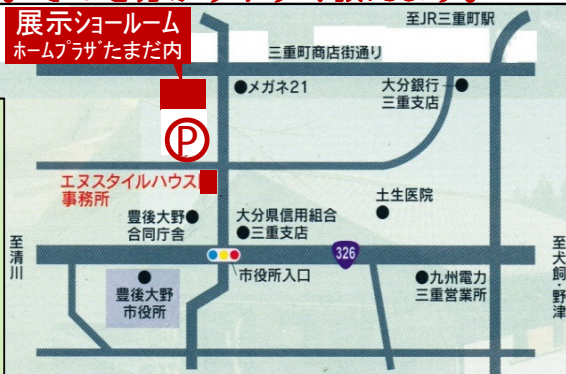 展示ショールーム
ホームプラザたまだ内
至JR三重町駅
三重町商店街通り
メガネ21
大分銀行
三重支店
P
エヌスタイルハウス
事務所
土生医院
豊後大野
合同庁舎
大分県信用組合
三重支店
至清川
326
至犬飼・野津
市役所入口
豊後大野
市役所
九州電力
三重営業所